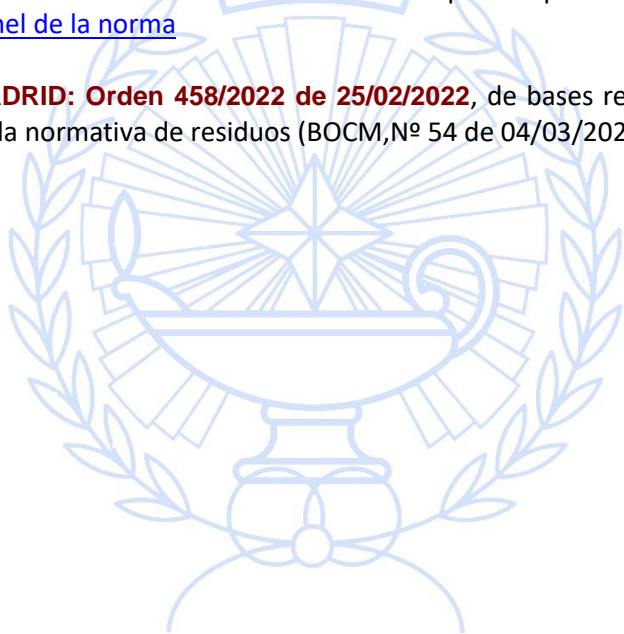 nel de la norma
DRID: Orden 458/2022 de 25/02/2022, de bases re
la normativa de residuos (BOCM,Nº 54 de 04/03/202